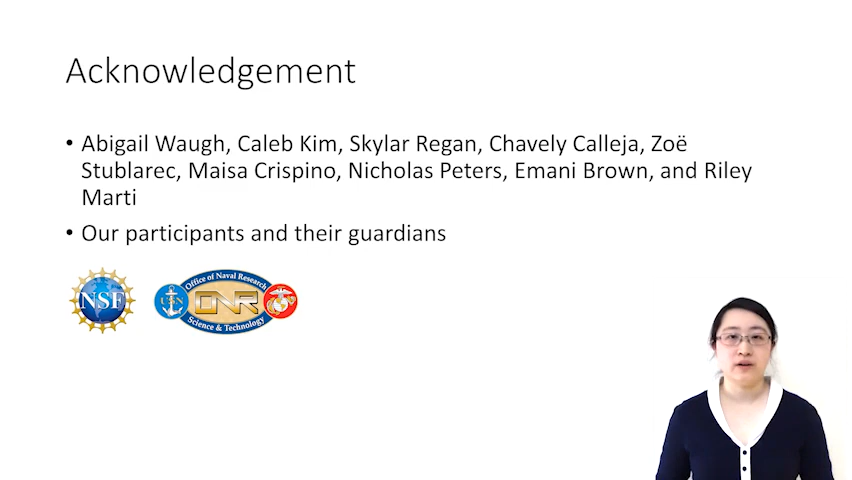 Acknowledgement
• Abigail Waugh, Caleb Kim, Skylar Regan, Chavely Calleja, Zoë
Stublarec, Maisa Crispino, Nicholas Peters, Emani Brown, and Riley
Marti
• Our participants and their guardians
NSF
Office of Naval Research
USN
ONR
Science & Technology